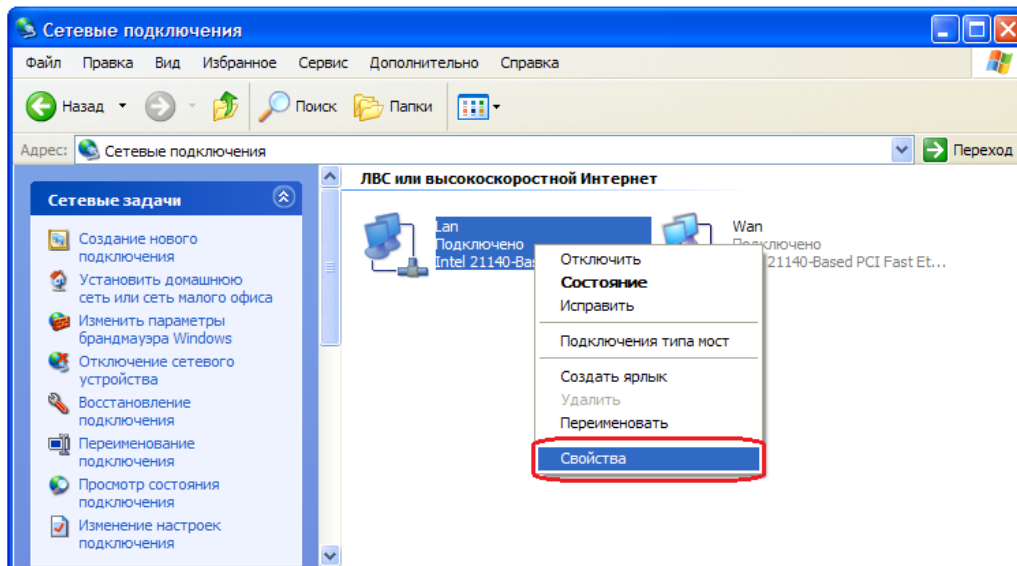 Сетевые подключения
Файл Правка Вид Избранное Сервис Дополнительно Справка
Назад Поиск Папки
Адрес: Сетевые подключения Переход
ЛВС или высокоскоростной Интернет
Сетевые задачи
Создание нового
подключения
Установить домашнюю
сеть или сеть малого офиса
Изменить параметры
брандмауэра Windows
Отключение сетевого
устройства
Восстановление
подключения
Переименование
подключения
Просмотр состояния
подключения
Изменение настроек
подключения
Lan
Подключено
Intel 21140-Bas
Wan
Подключено
21140-Based PCI Fast Et...
Отключить
Состояние
Исправить
Подключения типа мост
Создать ярлык
Удалить
Переименовать
Свойства